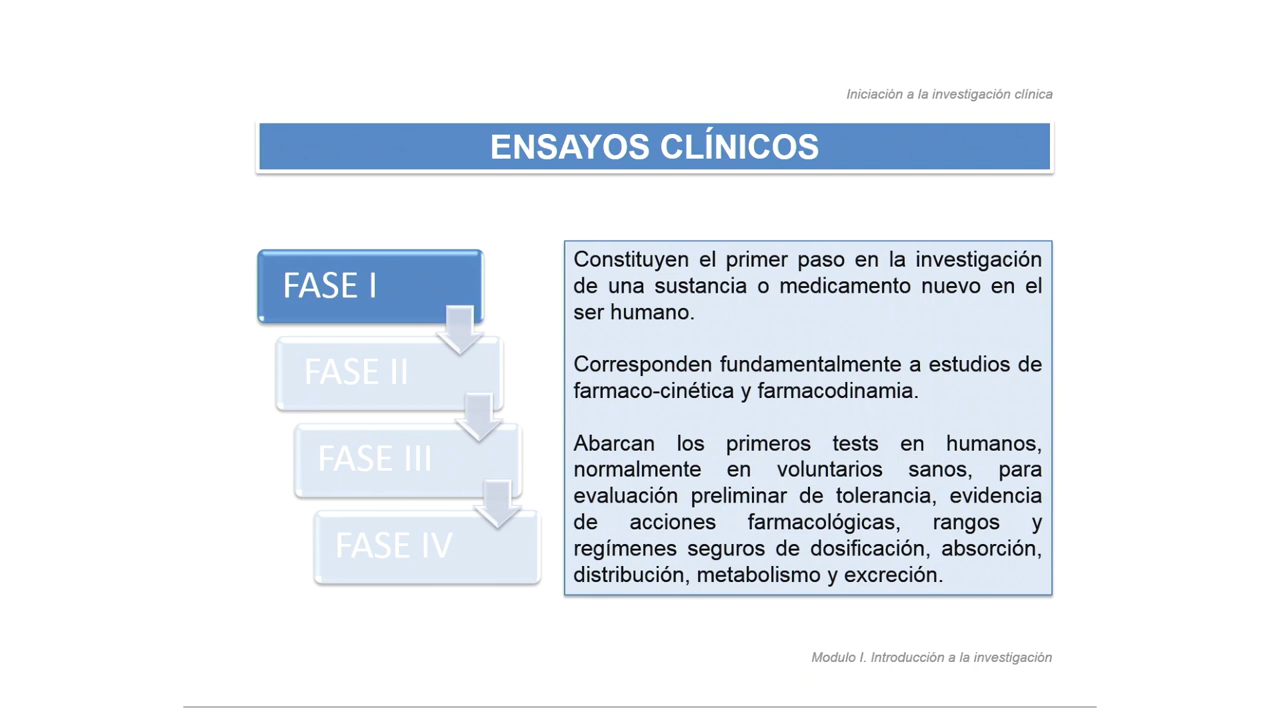 Iniciación a la investigación clínica
ENSAYOS CLÍNICOS
FASE I
FASE II
FASE III
FASE IV
Constituyen el primer paso en la investigación
de una sustancia o medicamento nuevo en el
ser humano.
Corresponden fundamentalmente a estudios de
farmaco-cinética y farmacodinamia.
Abarcan los primeros tests en humanos,
normalmente en voluntarios sanos, para
evaluación preliminar de tolerancia, evidencia
de acciones farmacológicas, rangos y
regímenes seguros de dosificación, absorción,
distribución, metabolismo y excreción.
Modulo I. Introducción a la investigación